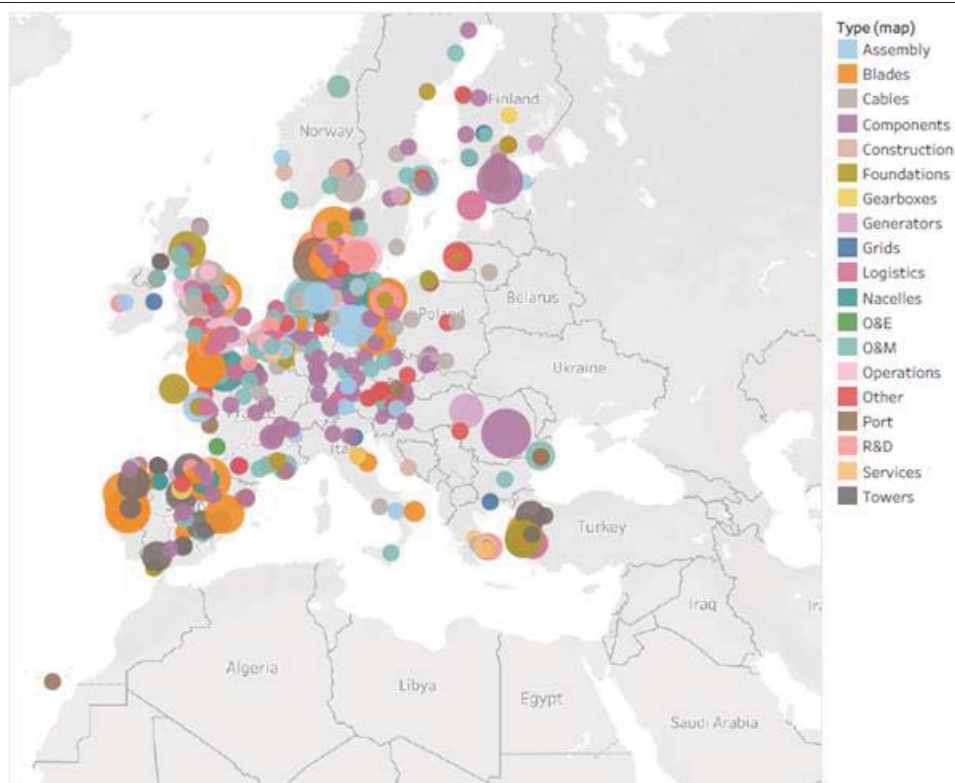 Type (map)
Assembly
Blades
Cables
Components
Construction
Foundations
Gearboxes
Generators
Grids
Logistics
Nacelles
O&E
O&M
Operations
Other
Port
R&D
Services
Towers
Finland
Norway
Belarus
Poland
Ukraine
France
Turkey
Iraq
Algeria
Libya
Egypt
Saudi Arabia